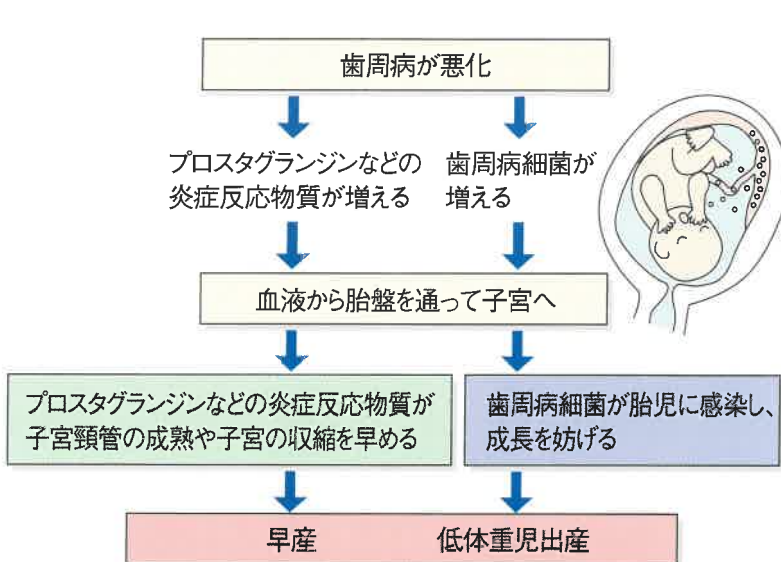 歯周病が悪化
プロスタグランジンなどの
炎症反応物質が増える
歯周病細菌が
増える
血液から胎盤を通って子宮へ
プロスタグランジンなどの炎症反応物質が
子宮頸管の成熟や子宮の収縮を早める
歯周病細菌が胎児に感染し、
成長を妨げる
早産
低体重児出産